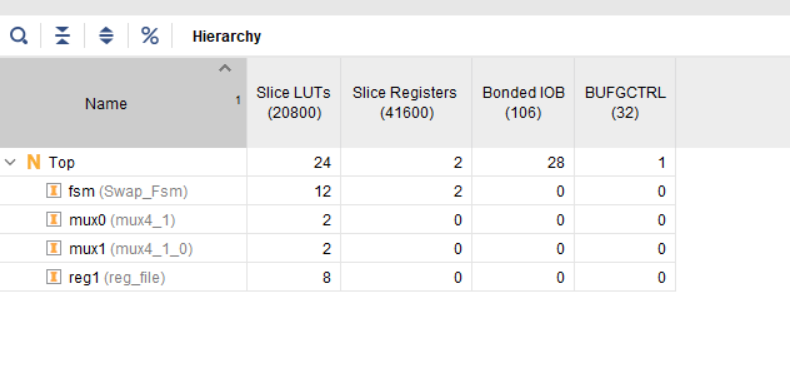 % Hierarchy
Name 1 Slice LUTs (20800) Slice Registers (41600) Bonded IOB (106) BUFGCTRL (32)
N Top 24 2 28 1
I fsm (Swap_Fsm) 12 2 0 0
I mux0 (mux4_1) 2 0 0 0
I mux1 (mux4_1_0) 2 0 0 0
I reg1 (reg_file) 8 0 0 0